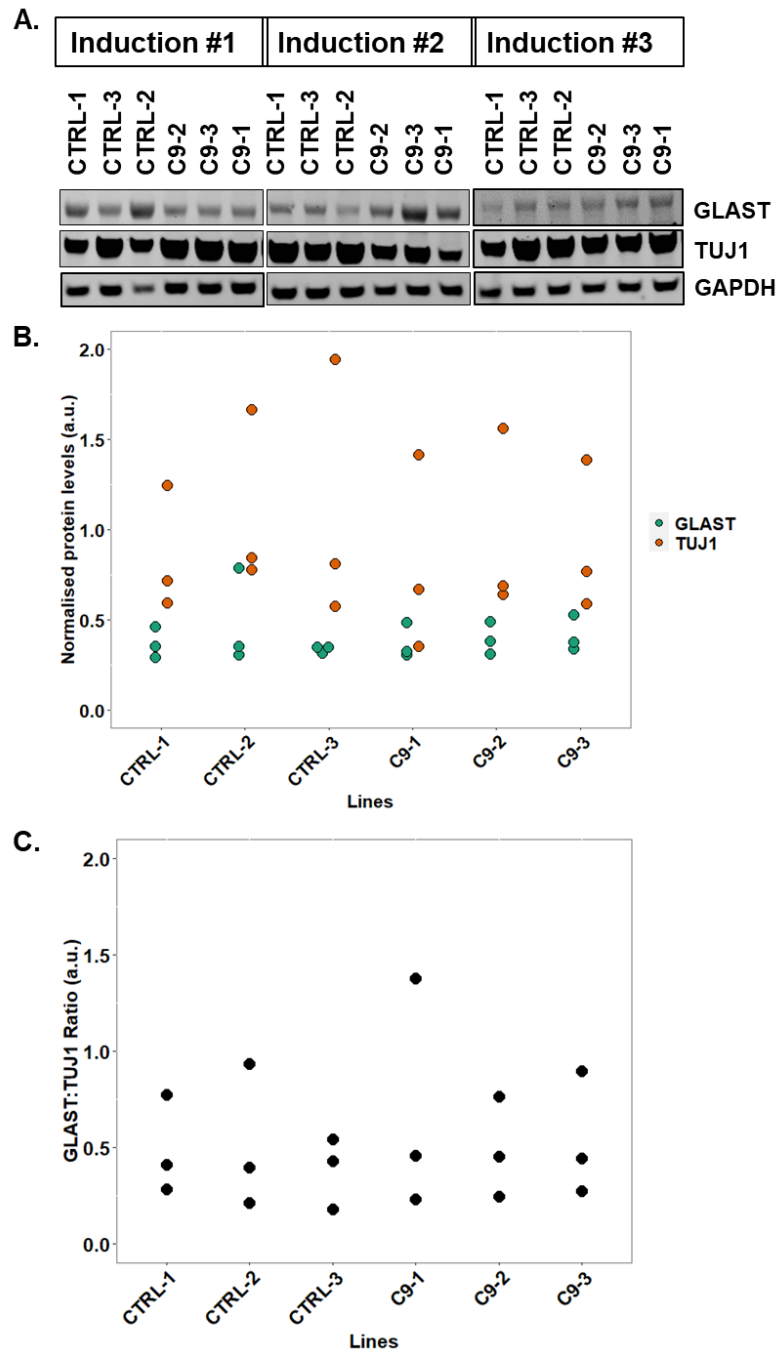 A.
Induction #1 Induction #2 Induction #3
CTRL-1 CTRL-3 CTRL-2 C9-2 C9-3 C9-1 CTRL-1 CTRL-3 CTRL-2 C9-2 C9-3 C9-1 CTRL-1 CTRL-3 CTRL-2 C9-2 C9-3 C9-1
GLAST
TUJ1
GAPDH
B.
Normalised protein levels (a.u.)
2.0
1.5
1.0
0.5
0.0
GLAST
TUJ1
CTRL-1 CTRL-2 CTRL-3 C9-1 C9-2 C9-3
Lines
C.
GLAST:TUJ1 Ratio (a.u.)
2.0
1.5
1.0
0.5
0.0
CTRL-1 CTRL-2 CTRL-3 C9-1 C9-2 C9-3
Lines